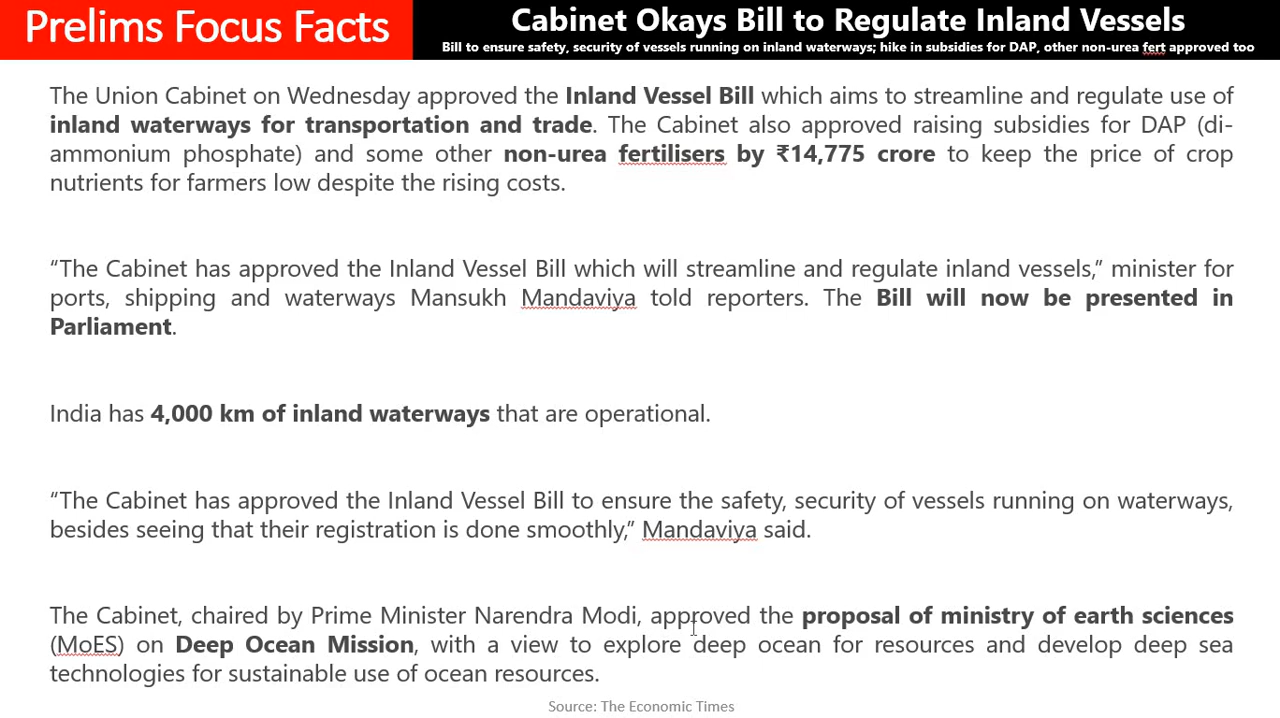 Prelims Focus Facts
Cabinet Okays Bill to Regulate Inland Vessels
Bill to ensure safety, security of vessels running on inland waterways; hike in subsidies for DAP, other non-urea fert approved too
The Union Cabinet on Wednesday approved the Inland Vessel Bill which aims to streamline and regulate use of
inland waterways for transportation and trade. The Cabinet also approved raising subsidies for DAP (di-
ammonium phosphate) and some other non-urea fertilisers by ₹14,775 crore to keep the price of crop
nutrients for farmers low despite the rising costs.
“The Cabinet has approved the Inland Vessel Bill which will streamline and regulate inland vessels,” minister for
ports, shipping and waterways Mansukh Mandaviya told reporters. The Bill will now be presented in
Parliament.
India has 4,000 km of inland waterways that are operational.
“The Cabinet has approved the Inland Vessel Bill to ensure the safety, security of vessels running on waterways,
besides seeing that their registration is done smoothly,” Mandaviya said.
The Cabinet, chaired by Prime Minister Narendra Modi, approved the proposal of ministry of earth sciences
(MoES) on Deep Ocean Mission, with a view to explore deep ocean for resources and develop deep sea
technologies for sustainable use of ocean resources.
Source: The Economic Times